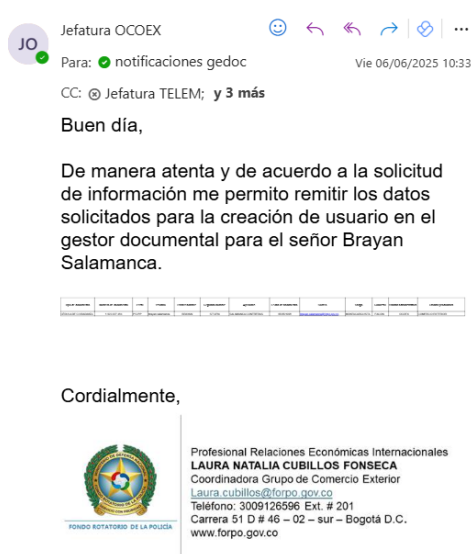 Jefatura OCOEX
JO
Para: notificaciones gedoc
Vie 06/06/2025 10:33
CC: Jefatura TELEM; y 3 más
Buen día,
De manera atenta y de acuerdo a la solicitud
de información me permito remitir los datos
solicitados para la creación de usuario en el
gestor documental para el señor Brayan
Salamanca.
Cordialmente,
Profesional Relaciones Económicas Internacionales
LAURA NATALIA CUBILLOS FONSECA
Coordinadora Grupo de Comercio Exterior
Laura.cubillos@forpo.gov.co
Teléfono: 3009126596 Ext. # 201
Carrera 51 D # 46 – 02 – sur – Bogotá D.C.
www.forpo.gov.co
FONDO ROTATORIO DE LA POLICÍA